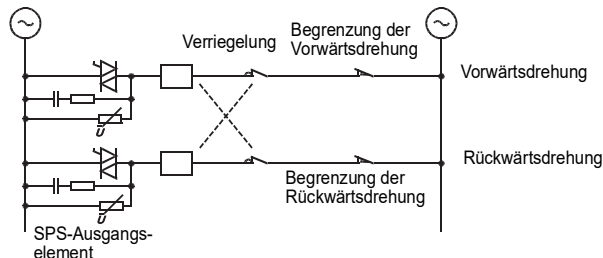 Verriegelung
Begrenzung der
Vorwärtsdrehung
Vorwärtsdrehung
U
Begrenzung der
Rückwärtsdrehung
Rückwärtsdrehung
U
SPS-Ausgangs-
element